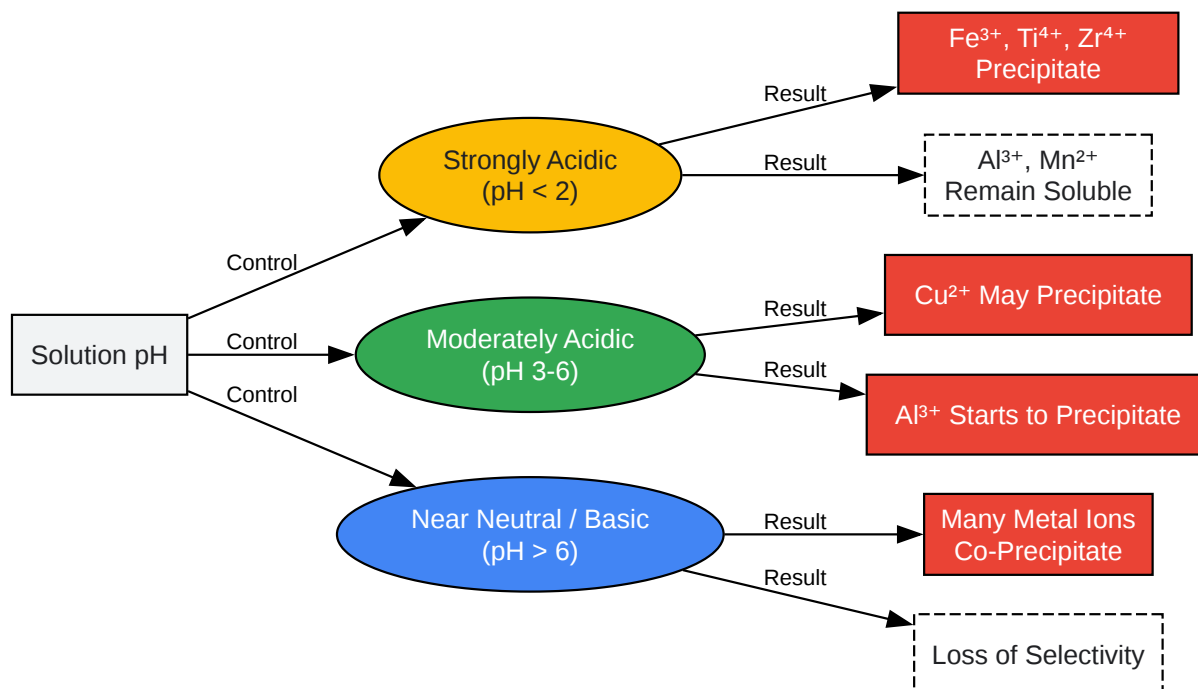 Fe³⁺, Ti⁴⁺, Zr⁴⁺
Precipitate
Result
Strongly Acidic
(pH < 2)
Result
Al³⁺, Mn²⁺
Remain Soluble
Control
Solution pH
Control
Moderately Acidic
(pH 3-6)
Result
Cu²⁺ May Precipitate
Result
Al³⁺ Starts to Precipitate
Control
Near Neutral / Basic
(pH > 6)
Result
Many Metal Ions
Co-Precipitate
Result
Loss of Selectivity